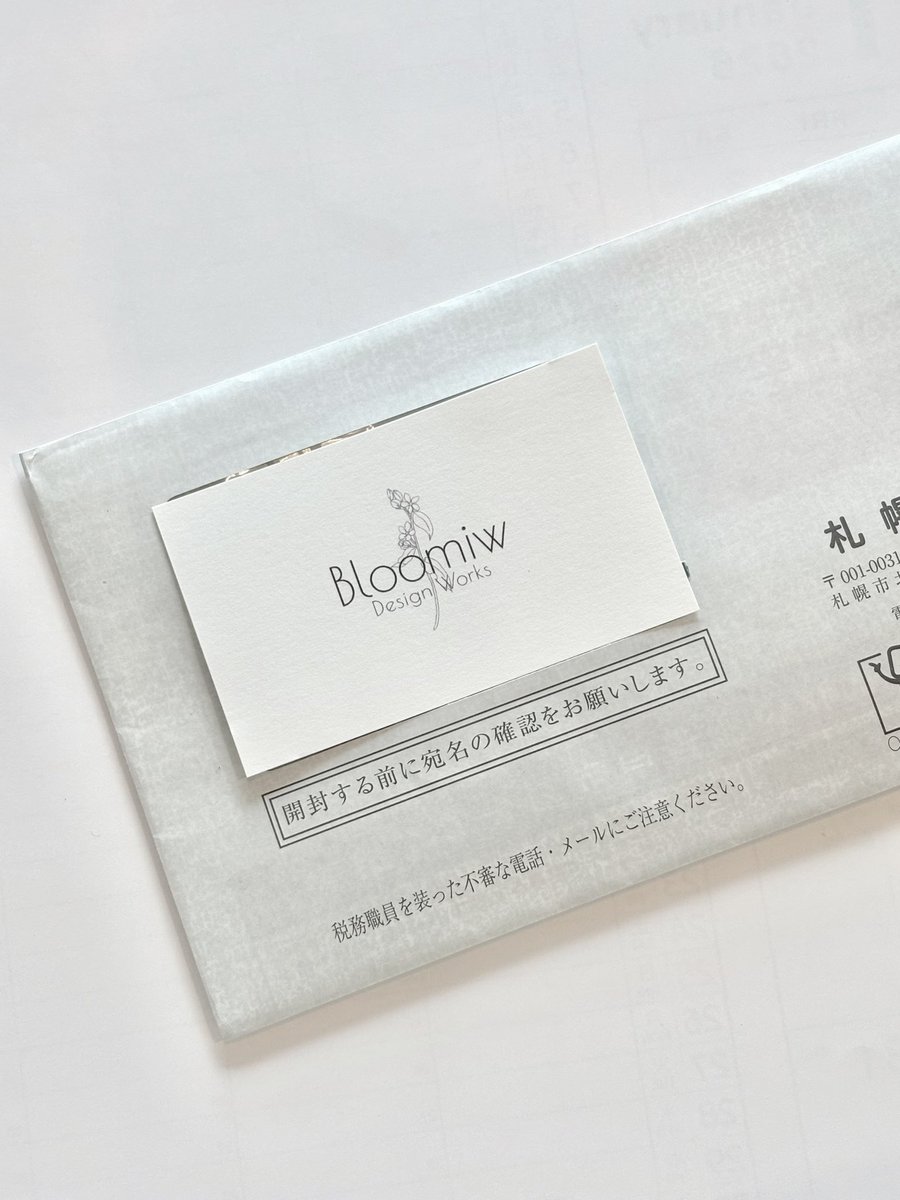 Bloomiw
Design Works
開封する前に宛名の確認をお願いします。
税務職員を装った不審な電話・メールにご注意ください。
札幌
〒001-0031
札幌市北